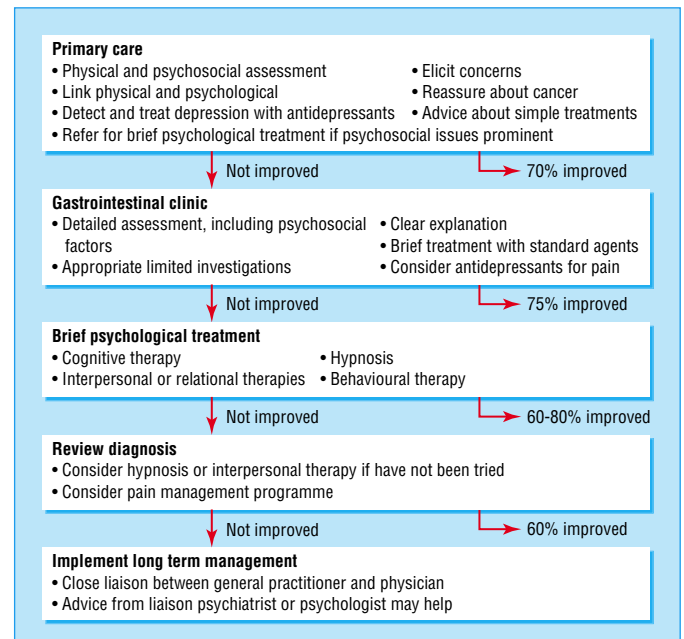 Primary care
• Physical and psychosocial assessment
• Link physical and psychological
• Detect and treat depression with antidepressants
• Refer for brief psychological treatment if psychosocial issues prominent
• Elicit concerns
• Reassure about cancer
• Advice about simple treatments
Not improved
70% improved
Gastrointestinal clinic
• Detailed assessment, including psychosocial
factors
• Appropriate limited investigations
• Clear explanation
• Brief treatment with standard agents
• Consider antidepressants for pain
Not improved
75% improved
Brief psychological treatment
• Cognitive therapy
• Interpersonal or relational therapies
• Hypnosis
• Behavioural therapy
Not improved
60-80% improved
Review diagnosis
• Consider hypnosis or interpersonal therapy if have not been tried
• Consider pain management programme
Not improved
60% improved
Implement long term management
• Close liaison between general practitioner and physician
• Advice from liaison psychiatrist or psychologist may help